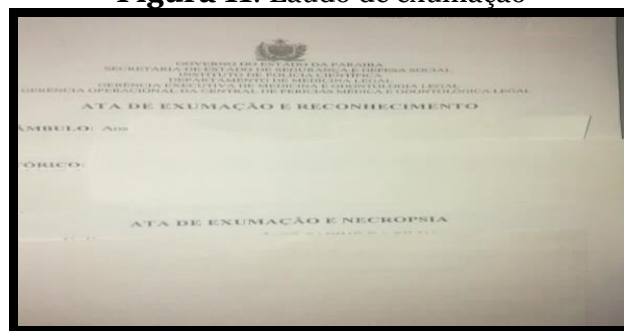 Figura 11. Laudo de exumação
GOVERNO DO ESTADO DA PARAÍBA
SECRETARIA DE ESTADO DE SEGURANÇA E DEFESA SOCIAL
INSTITUTO DE POLÍCIA CIENTÍFICA
DEPARTAMENTO DE MEDICINA LEGAL
GERÊNCIA EXECUTIVA DE MEDICINA E ODONTOLOGIA LEGAL
GERÊNCIA OPERACIONAL DA CENTRAL DE PERÍCIAS MÉDICA E ODONTOLÓGICA LEGAL
ATA DE EXUMAÇÃO E RECONHECIMENTO
ÂMBULO: Aos
ÓRICO:
ATA DE EXUMAÇÃO E NECROPSIA